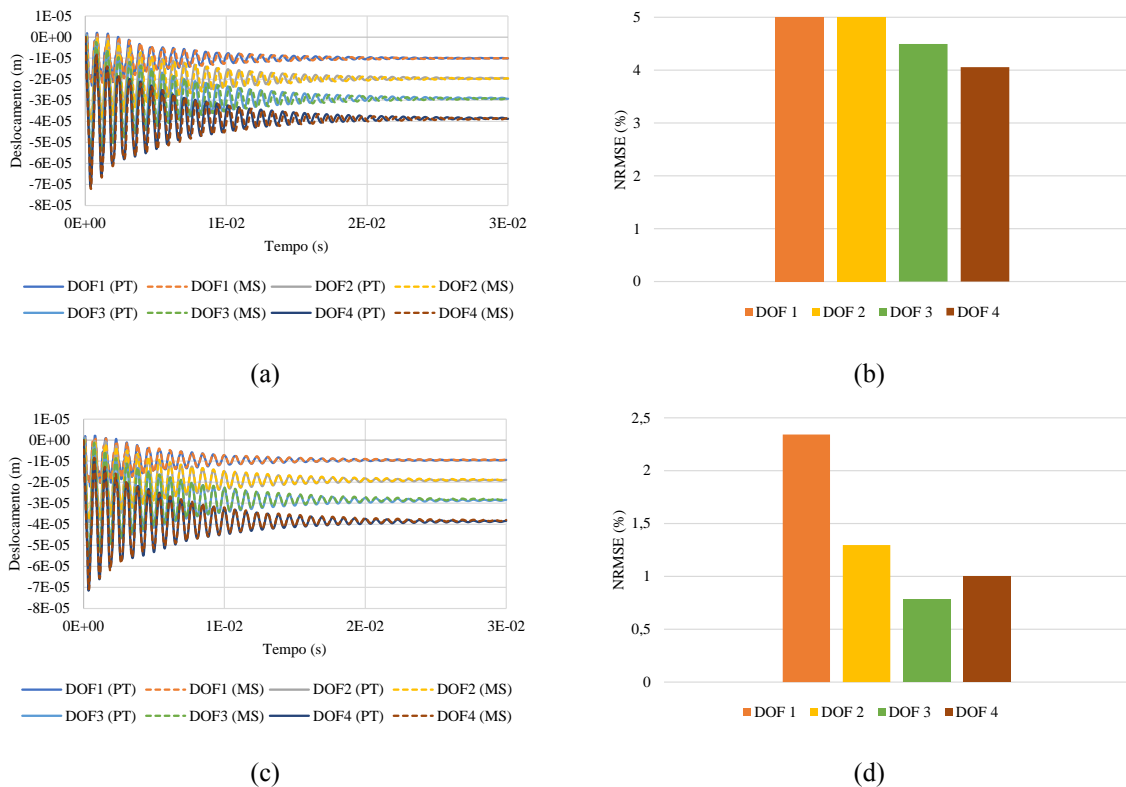 1E-05
0E+00
-1E-05
-2E-05
-3E-05
-4E-05
-5E-05
-6E-05
-7E-05
-8E-05
Deslocamento (m)
0E+00 1E-02 2E-02 3E-02
Tempo (s)
DOF1 (PT) DOF1 (MS) DOF2 (PT) DOF2 (MS)
DOF3 (PT) DOF3 (MS) DOF4 (PT) DOF4 (MS)
(a)
5
4
3
2
1
0
NRMSE (%)
DOF 1 DOF 2 DOF 3 DOF 4
(b)
1E-05
0E+00
-1E-05
-2E-05
-3E-05
-4E-05
-5E-05
-6E-05
-7E-05
-8E-05
Deslocamento (m)
0E+00 1E-02 2E-02 3E-02
Tempo (s)
DOF1 (PT) DOF1 (MS) DOF2 (PT) DOF2 (MS)
DOF3 (PT) DOF3 (MS) DOF4 (PT) DOF4 (MS)
(c)
2,5
2
1,5
1
0,5
0
NRMSE (%)
DOF 1 DOF 2 DOF 3 DOF 4
(d)